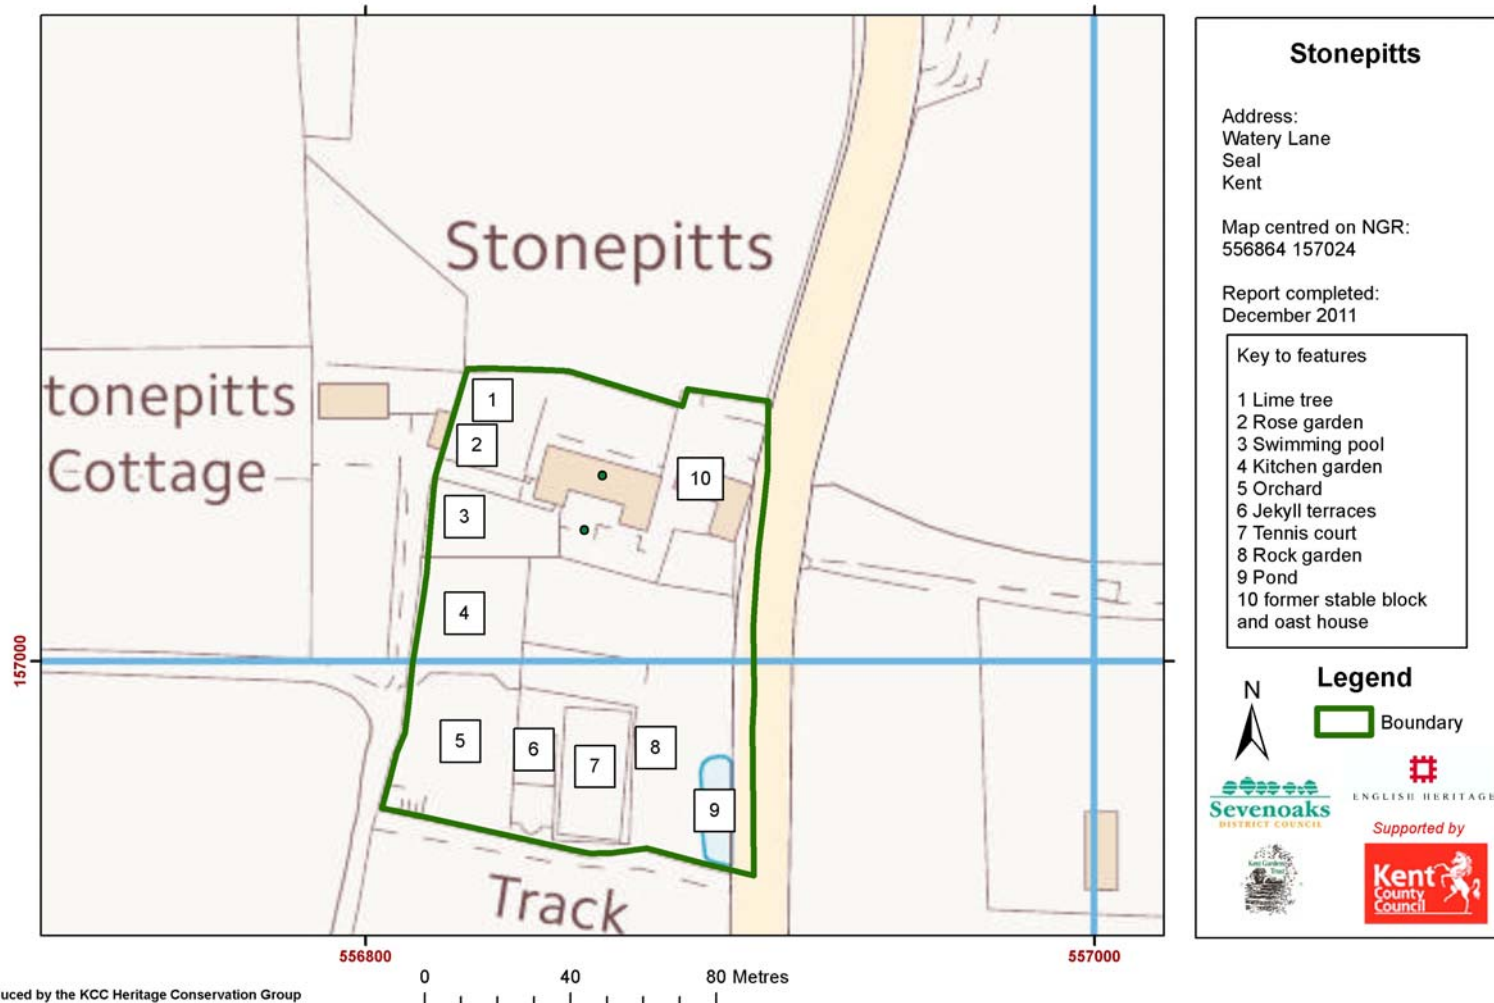 Stonepitts
tonepitts
Cottage
1
2
3
10
4
5
6
7
8
9
Track
157000
556800
557000
0 40 80 Metres
uced by the KCC Heritage Conservation Group
Stonepitts
Address:
Watery Lane
Seal
Kent
Map centred on NGR:
556864 157024
Report completed:
December 2011
Key to features
1 Lime tree
2 Rose garden
3 Swimming pool
4 Kitchen garden
5 Orchard
6 Jekyll terraces
7 Tennis court
8 Rock garden
9 Pond
10 former stable block
and oast house
Legend
N
Boundary
Sevenoaks
DISTRICT COUNCIL
ENGLISH HERITAGE
Supported by
Kent Gardens
Trust
Kent
County
Council